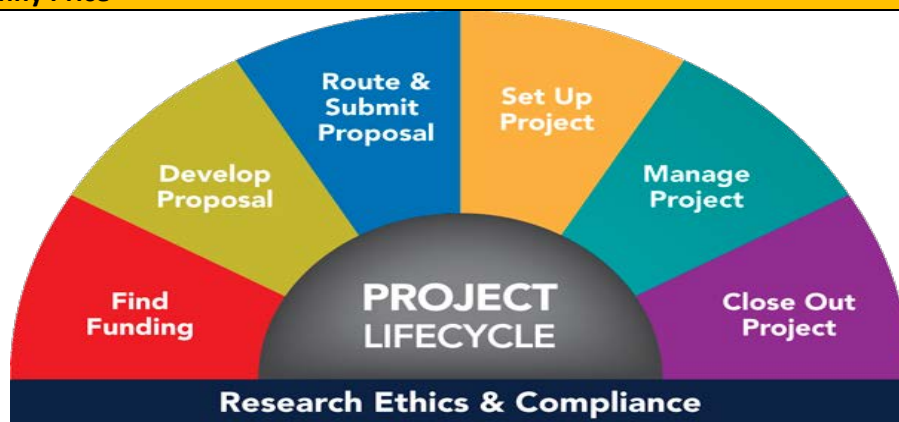 Find
Funding
Develop
Proposal
Route &
Submit
Proposal
Set Up
Project
Manage
Project
Close Out
Project
PROJECT
LIFECYCLE
Research Ethics & Compliance